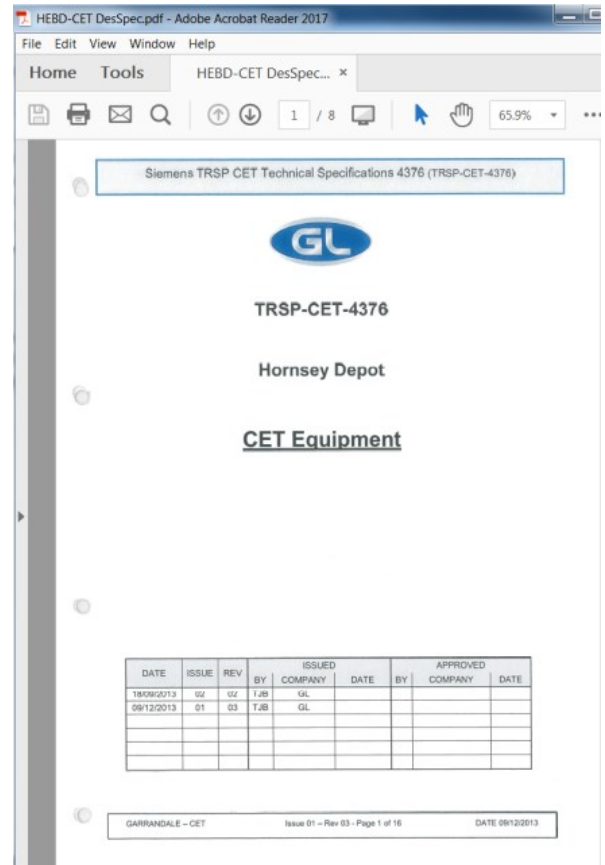 HEBD-CET DesSpec.pdf - Adobe Acrobat Reader 2017
File Edit View Window Help
Home Tools HEBD-CET DesSpec... ×
1 / 8 65.9%
Siemens TRSP CET Technical Specifications 4376 (TRSP-CET-4376)
GL
TRSP-CET-4376
Hornsey Depot
CET Equipment
DATE ISSUE REV ISSUED APPROVED
BY COMPANY DATE BY COMPANY DATE
18/09/2013 02 02 TJB GL
09/12/2013 01 03 TJB GL
GARRANDALE – CET Issue 01 – Rev 03 - Page 1 of 16 DATE 09/12/2013